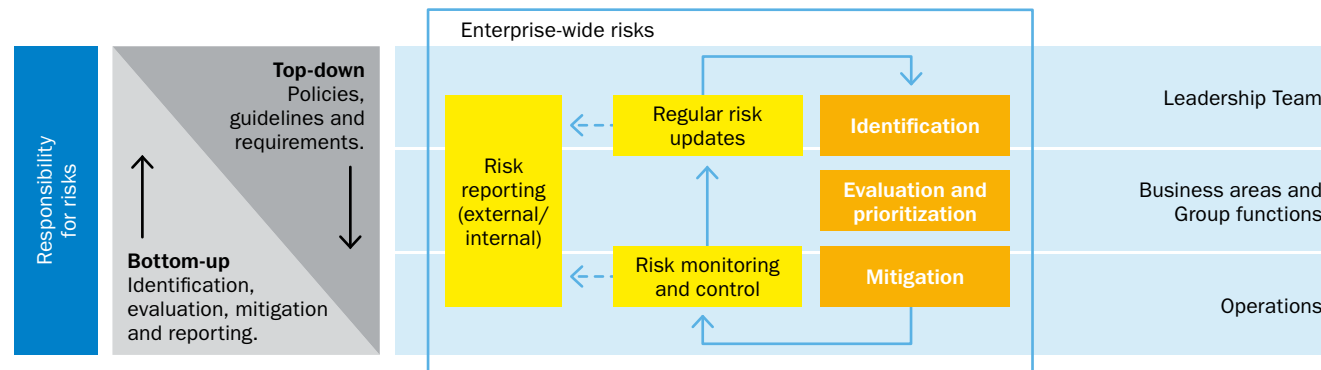 Enterprise-wide risks
Responsibility
for risks
Top-down
Policies,
guidelines and
requirements.
Bottom-up
Identification,
evaluation, mitigation
and reporting.
Risk
reporting
(external/
internal)
Regular risk
updates
Risk monitoring
and control
Identification
Evaluation and
prioritization
Mitigation
Leadership Team
Business areas and
Group functions
Operations